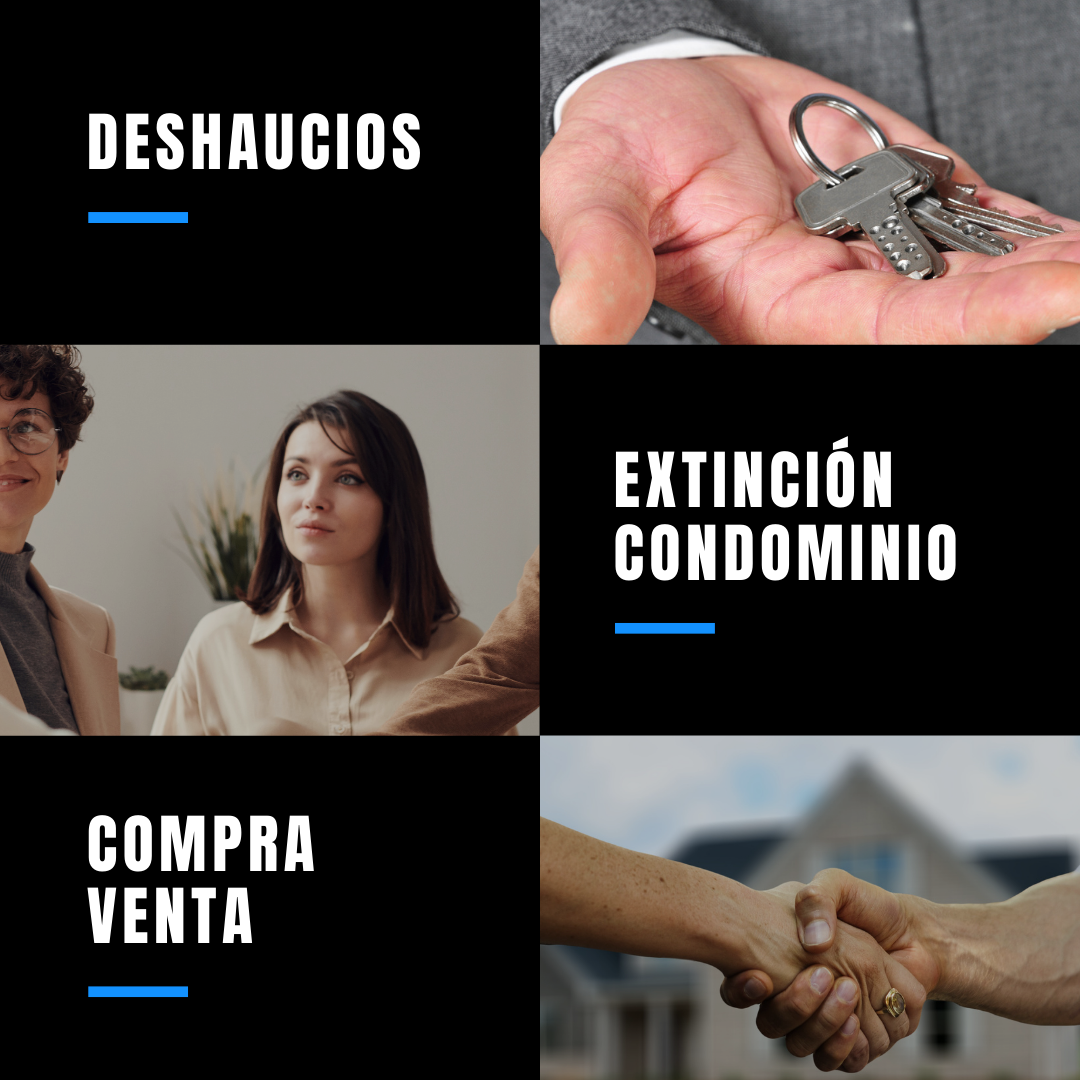 DESHAUCIOS
EXTINCIÓN
CONDOMINIO
COMPRA
VENTA